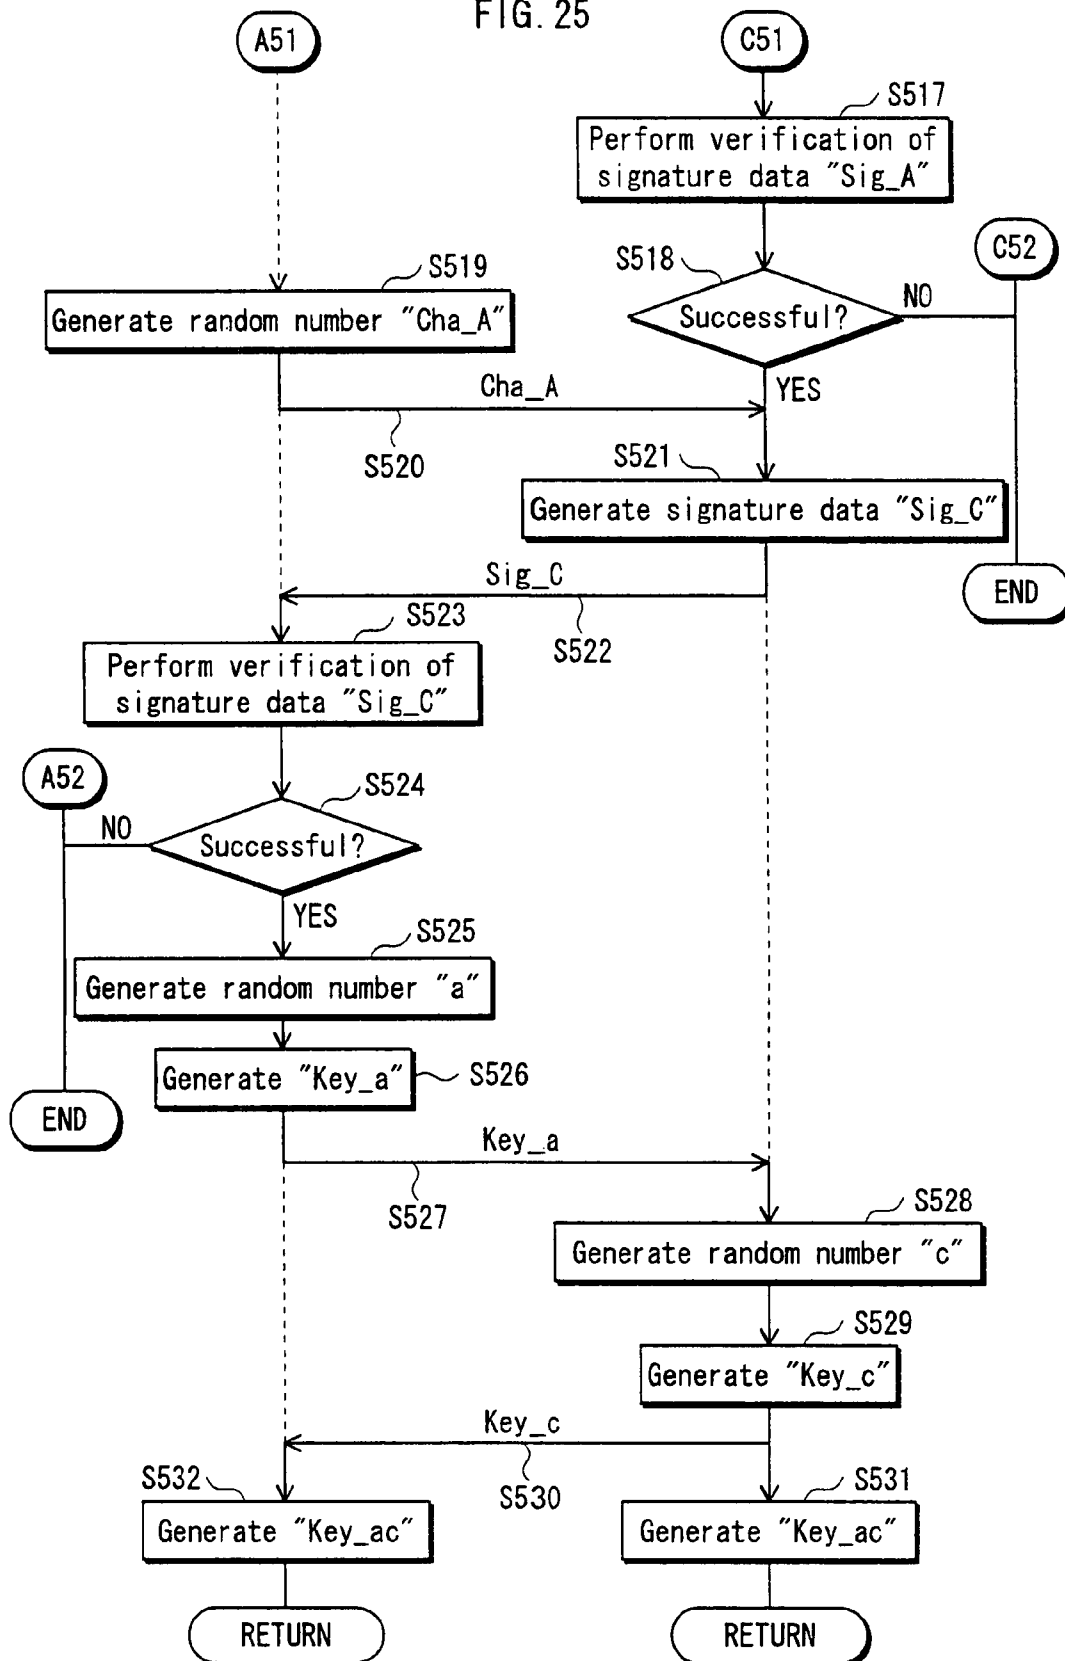 FIG. 25
A51
C51
S517
Perform verification of
signature data "Sig_A"
C52
S518
Successful?
NO
YES
S519
Generate random number "Cha_A"
Cha_A
S520
S521
Generate signature data "Sig_C"
END
Sig_C
S522
S523
Perform verification of
signature data "Sig_C"
A52
S524
NO
Successful?
YES
S525
Generate random number "a"
Generate "Key_a"
S526
END
Key_a
S527
S528
Generate random number "c"
S529
Generate "Key_c"
Key_c
S530
S532
Generate "Key_ac"
S531
Generate "Key_ac"
RETURN
RETURN